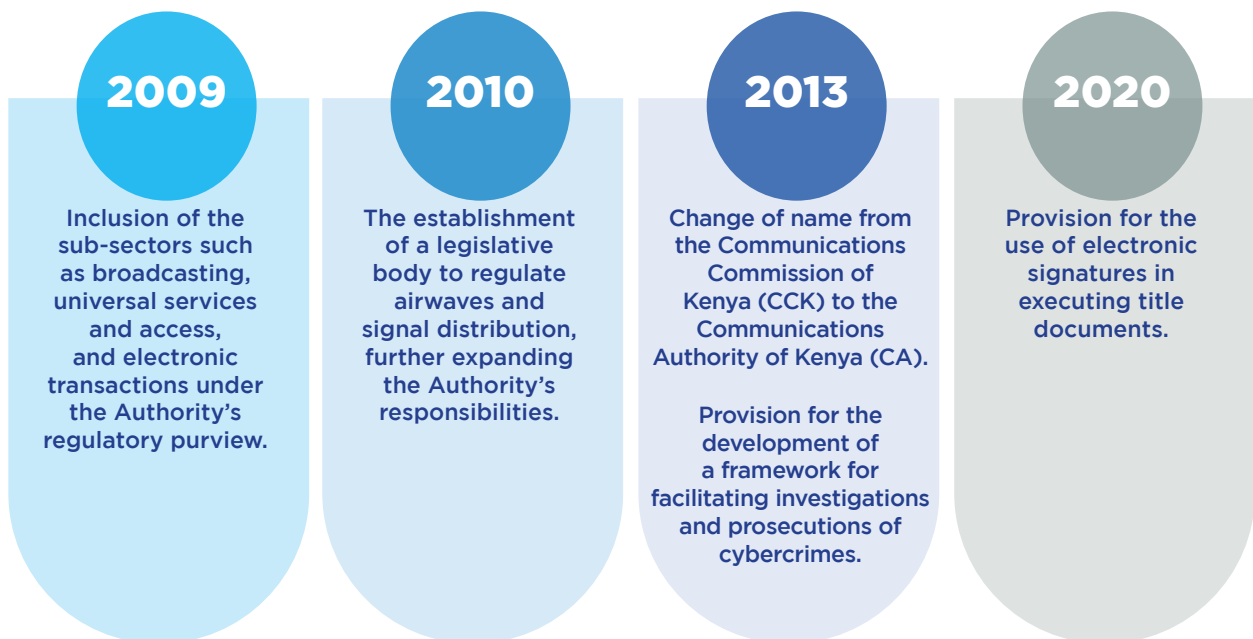 2009
Inclusion of the
sub-sectors such
as broadcasting,
universal services
and access,
and electronic
transactions under
the Authority’s
regulatory purview.
2010
The establishment
of a legislative
body to regulate
airwaves and
signal distribution,
further expanding
the Authority’s
responsibilities.
2013
Change of name from
the Communications
Commission of
Kenya (CCK) to the
Communications
Authority of Kenya (CA).
Provision for the
development of
a framework for
facilitating investigations
and prosecutions of
cybercrimes.
2020
Provision for the
use of electronic
signatures in
executing title
documents.